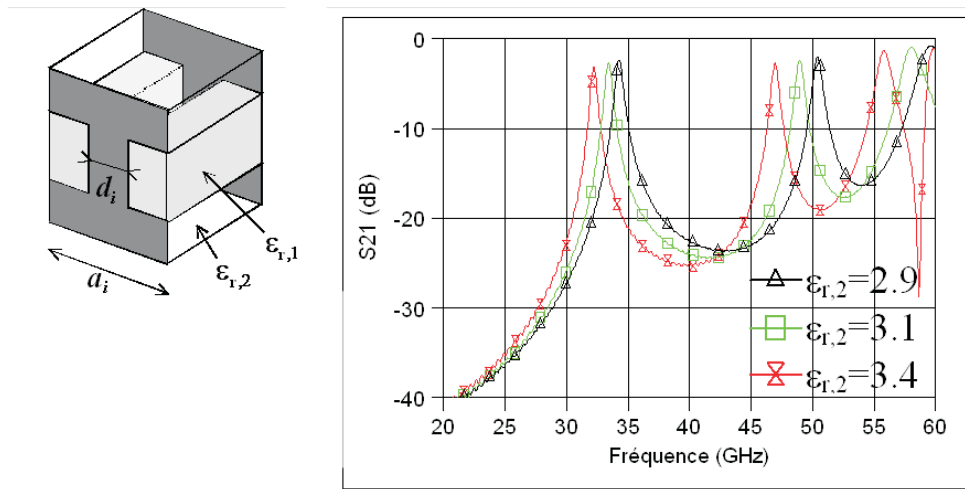 d_i
a_i
ε_r,1
ε_r,2
0
-10
-20
-30
-40
S21 (dB)
ε_r,2=2.9
ε_r,2=3.1
ε_r,2=3.4
20 25 30 35 40 45 50 55 60
Fréquence (GHz)